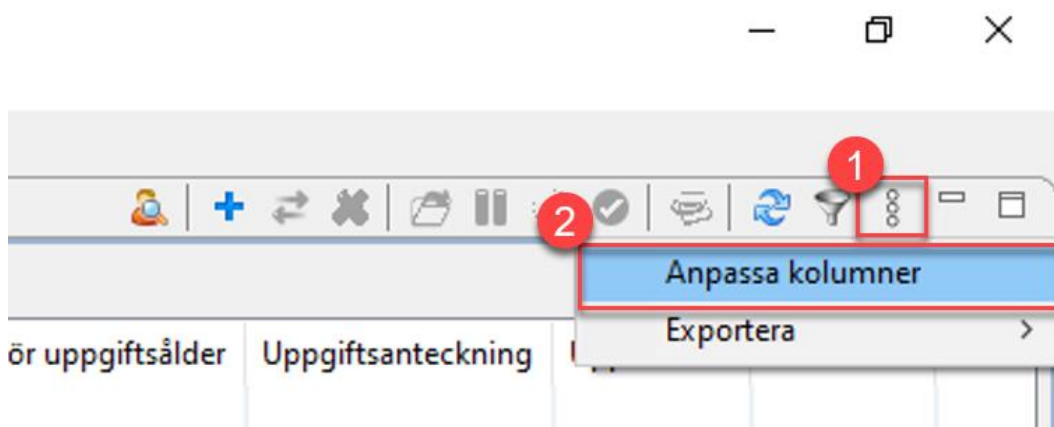 1
2
Anpassa kolumner
Exportera
ör uppgiftsålder Uppgiftsanteckning